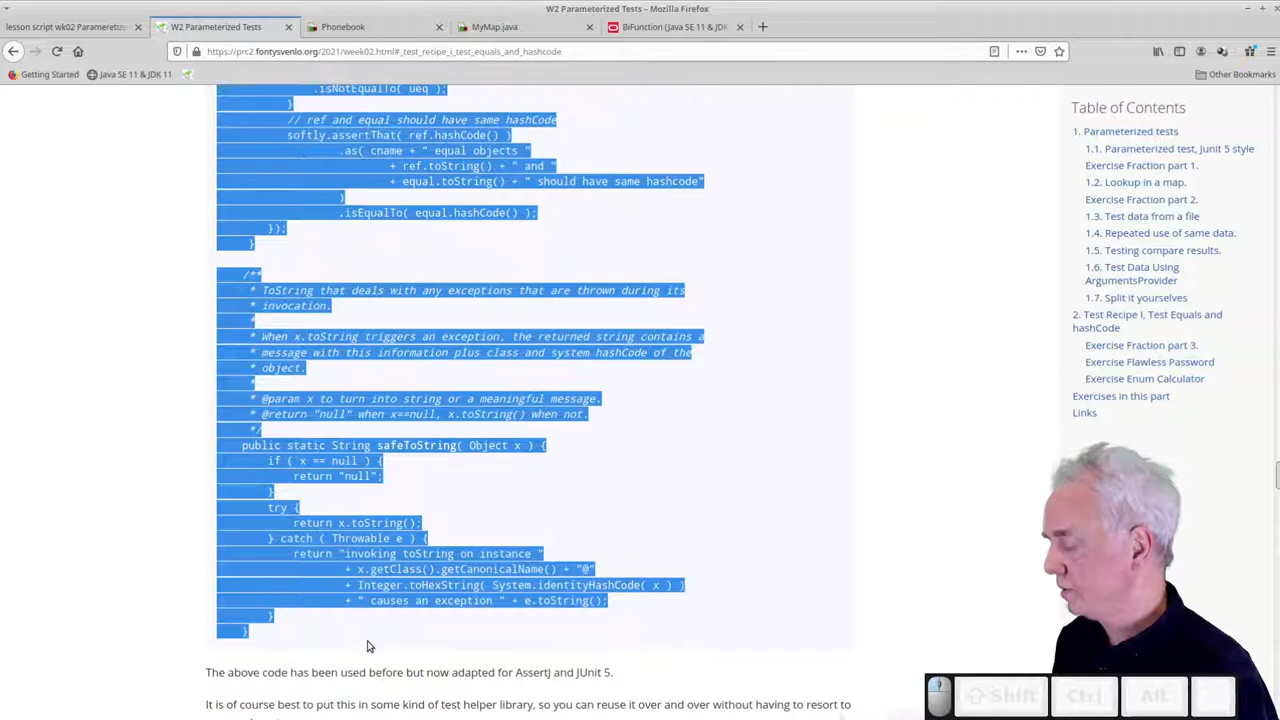 W2 Parameterized Tests - Mozilla Firefox
lesson script wk02 Parameretiz
W2 Parameterized Tests
Phonebook
MyMap.java
BiFunction (Java SE 11 & JDK
https://prc2.fontysvenlo.org/2021/week02.html#_test_recipe_i_test_equals_and_hashcode
Getting Started
Java SE 11 & JDK 11
Other Bookmarks
.isNotEqualTo( ueq );
}
// ref and equal should have same hashCode
softly.assertThat( ref.hashCode() )
.as( cname + " equal objects "
+ ref.toString() + " and "
+ equal.toString() + " should have same hashcode"
)
.isEqualTo( equal.hashCode() );
});
}
/**
* ToString that deals with any exceptions that are thrown during its
* invocation.
*
* When x.toString triggers an exception, the returned string contains a
* message with this information plus class and system hashCode of the
* object.
*
* @param x to turn into string or a meaningful message.
* @return "null" when x==null, x.toString() when not.
*/
public static String safeToString( Object x ) {
if ( x == null ) {
return "null";
}
try {
return x.toString();
} catch ( Throwable e ) {
return "invoking toString on instance "
+ x.getClass().getCanonicalName() + "@"
+ Integer.toHexString( System.identityHashCode( x ) )
+ " causes an exception " + e.toString();
}
}
The above code has been used before but now adapted for AssertJ and JUnit 5.
It is of course best to put this in some kind of test helper library, so you can reuse it over and over without having to resort to
Table of Contents
1. Parameterized tests
1.1. Parameterized test, Junit 5 style
Exercise Fraction part 1.
1.2. Lookup in a map.
Exercise Fraction part 2.
1.3. Test data from a file
1.4. Repeated use of same data.
1.5. Testing compare results.
1.6. Test Data Using
ArgumentsProvider
1.7. Split it yourselves
2. Test Recipe I, Test Equals and
hashCode
Exercise Fraction part 3.
Exercise Flawless Password
Exercise Enum Calculator
Exercises in this part
Links
Shift
Ctrl
Alt